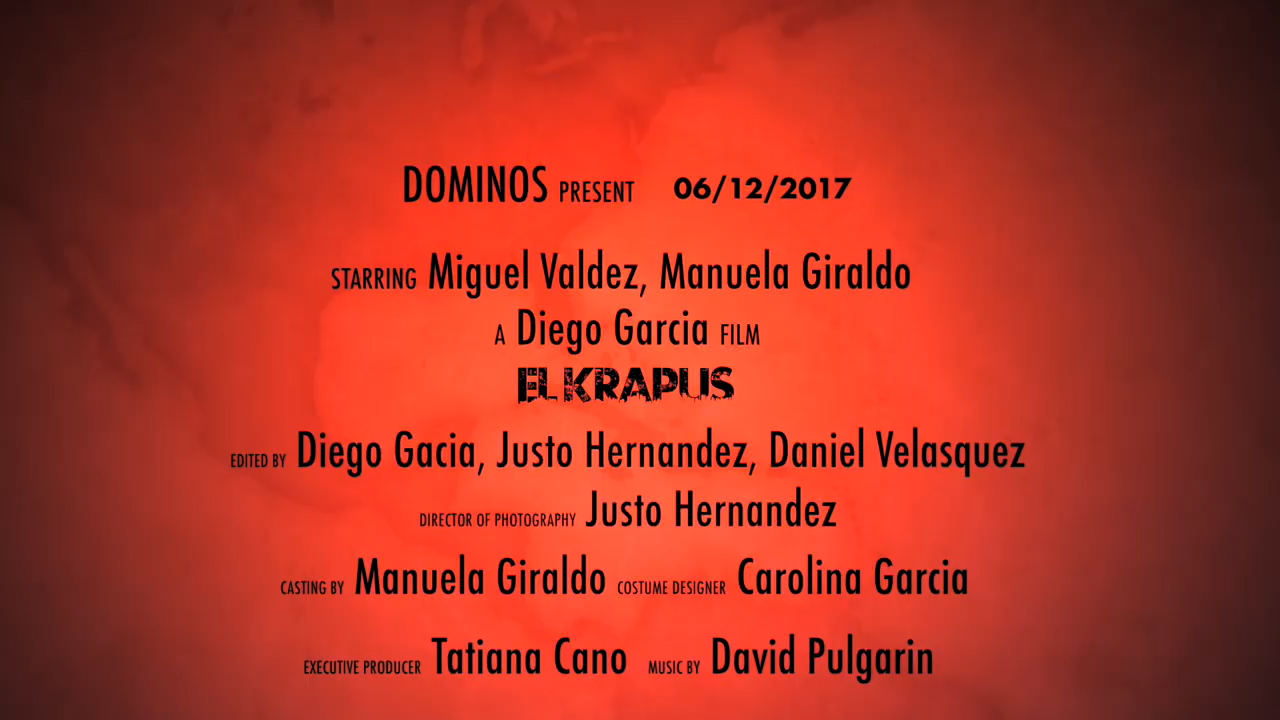 DOMINOS PRESENT 06/12/2017
STARRING Miguel Valdez, Manuela Giraldo
A Diego Garcia FILM
EL KRAPUS
EDITED BY Diego Gacia, Justo Hernandez, Daniel Velasquez
DIRECTOR OF PHOTOGRAPHY Justo Hernandez
CASTING BY Manuela Giraldo COSTUME DESIGNER Carolina Garcia
EXECUTIVE PRODUCER Tatiana Cano MUSIC BY David Pulgarin